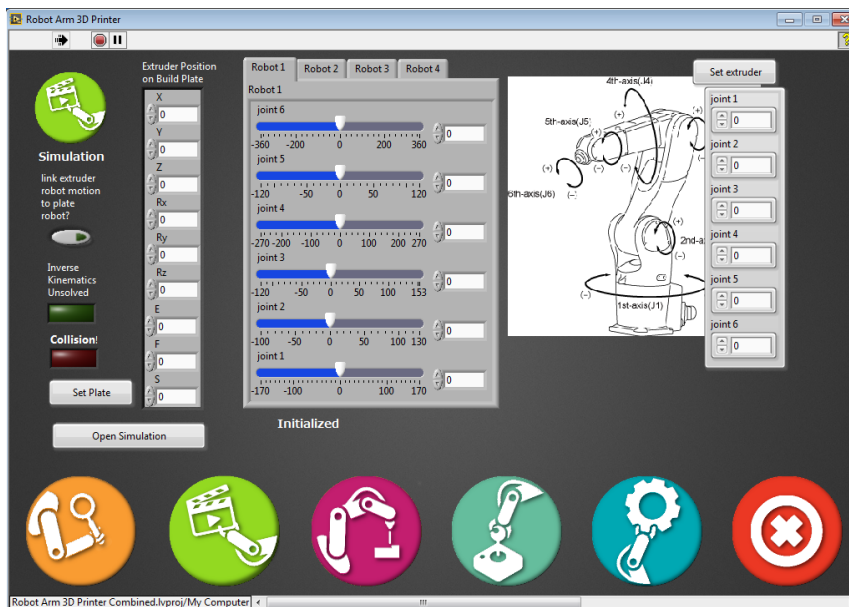 Robot Arm 3D Printer
Simulation
link extruder
robot motion
to plate
robot?
Inverse
Kinematics
Unsolved
Collision!
Set Plate
Open Simulation
Extruder Position
on Build Plate
X
0
Y
0
Z
0
Rx
0
Ry
0
Rz
0
E
0
F
0
S
0
Robot 1 Robot 2 Robot 3 Robot 4
Robot 1
joint 6
0
-360 -200 0 200 360
joint 5
0
-120 -50 0 50 120
joint 4
0
-270 -200 -100 0 100 200 270
joint 3
0
-120 -50 0 50 100 153
joint 2
0
-100 -50 0 50 100 130
joint 1
0
-170 -100 0 100 170
Initialized
4th-axis(J4)
(+)
5th-axis(J5)
(+)
(+)
(-)
(-)
(+)
6th-axis(J6)
(-)
(+)
2nd-a
(-)
(-)
1st-axis(J1)
Set extruder
joint 1
0
joint 2
0
joint 3
0
joint 4
0
joint 5
0
joint 6
0
Robot Arm 3D Printer Combined.lvproj/My Computer